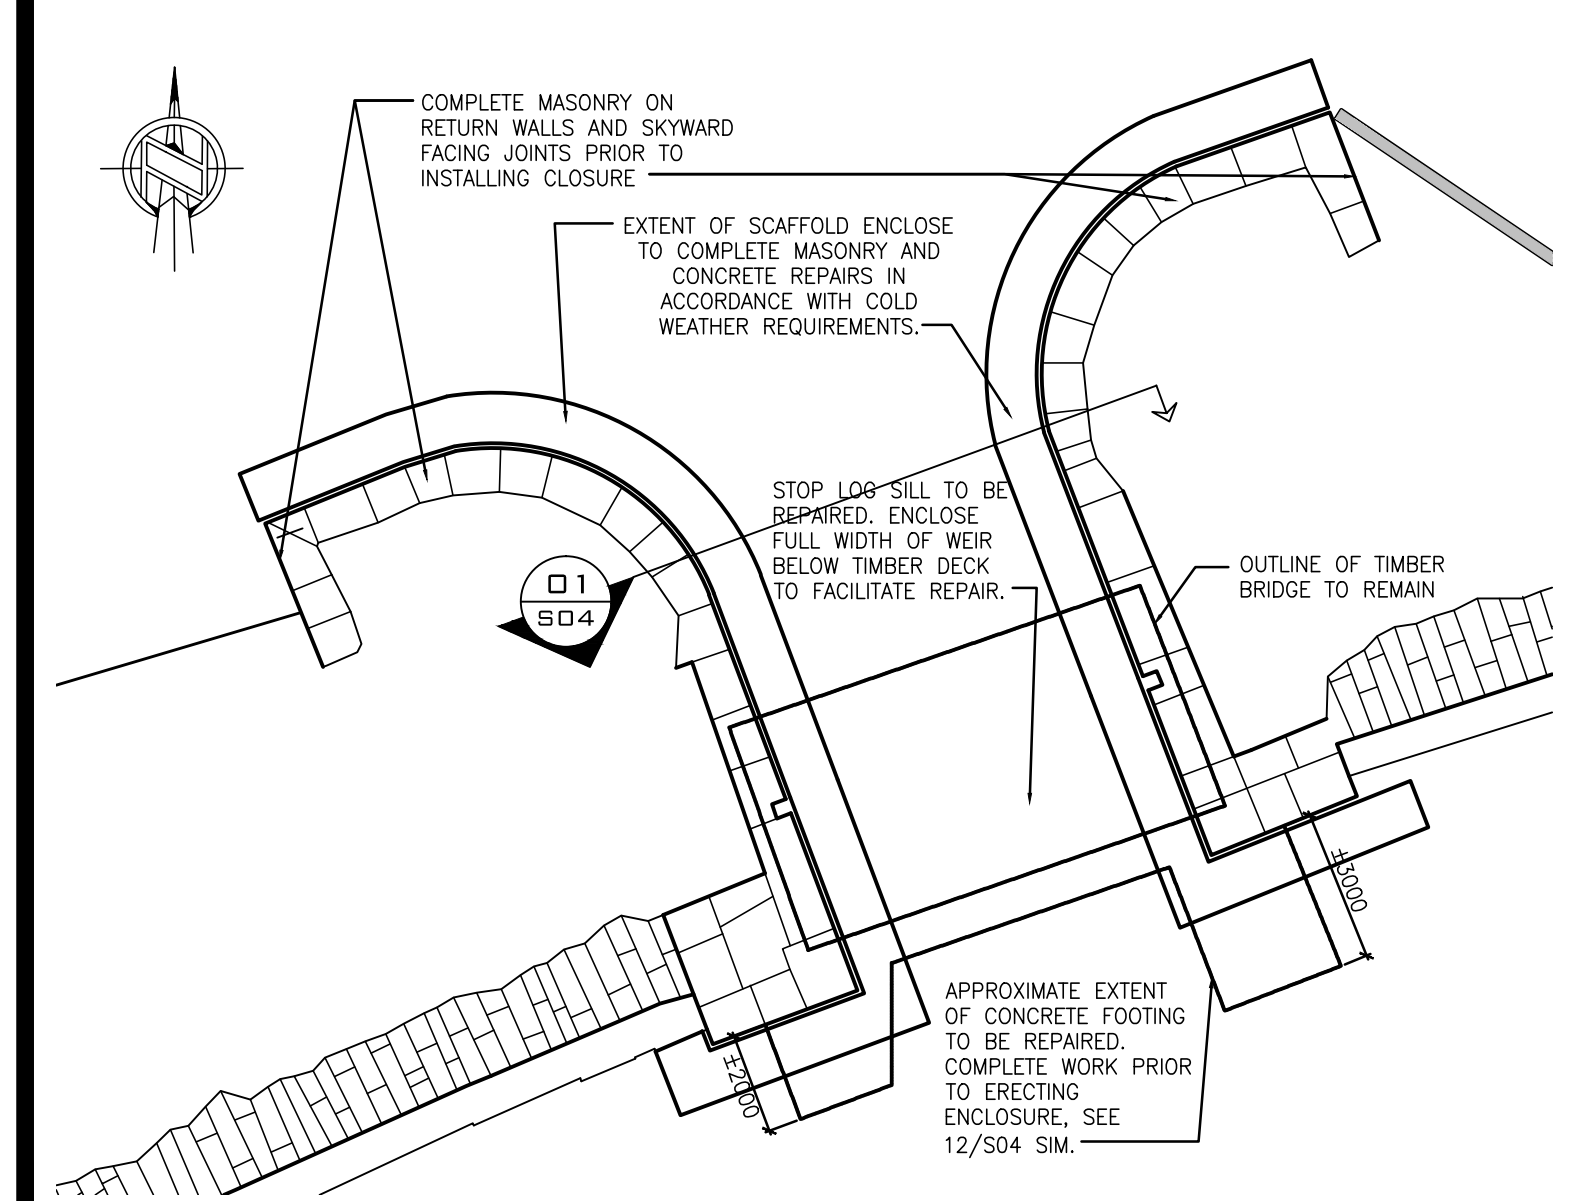 COMPLETE MASONRY ON
RETURN WALLS AND SKYWARD
FACING JOINTS PRIOR TO
INSTALLING CLOSURE
EXTENT OF SCAFFOLD ENCLOSE
TO COMPLETE MASONRY AND
CONCRETE REPAIRS IN
ACCORDANCE WITH COLD
WEATHER REQUIREMENTS.
STOP LOG SILL TO BE
REPAIRED. ENCLOSE
FULL WIDTH OF WEIR
BELOW TIMBER DECK
TO FACILITATE REPAIR.
01
S04
OUTLINE OF TIMBER
BRIDGE TO REMAIN
±3000
±2000
APPROXIMATE EXTENT
OF CONCRETE FOOTING
TO BE REPAIRED.
COMPLETE WORK PRIOR
TO ERECTING
ENCLOSURE, SEE
12/S04 SIM.